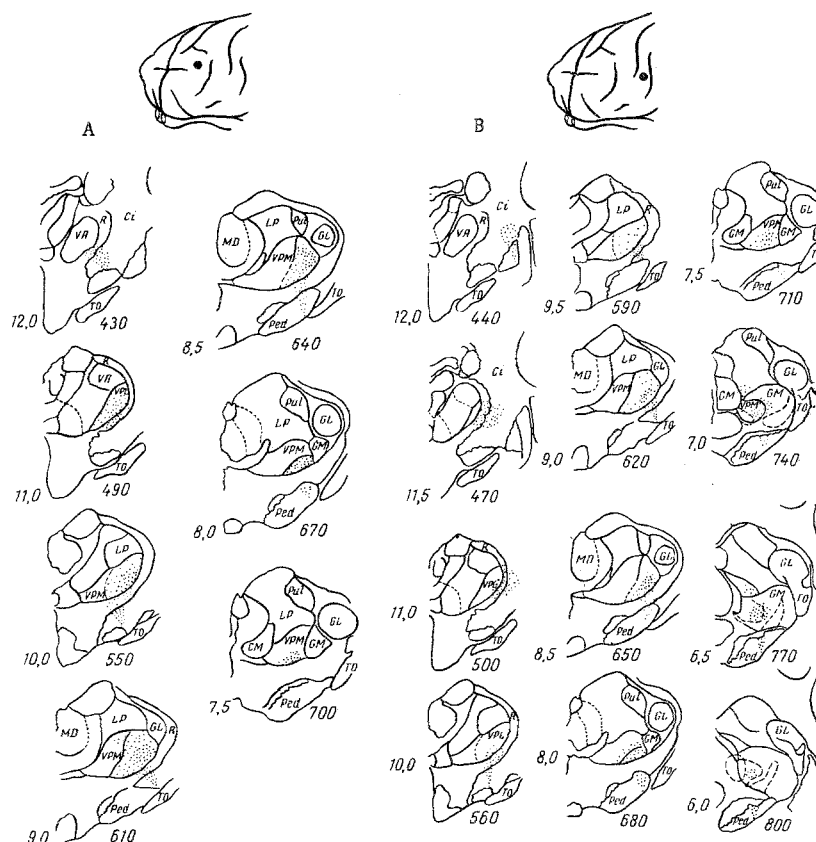 A
B
Ci
R
VA
TO
12,0
430
R
VA
VPL
TO
11,0
490
LP
VPM
TO
10,0
550
MD
LP
GL
R
VPM
Ped
TO
9,0
610
LP
Pul
MD
GL
VPM
Ped
TO
8,5
640
Pul
LP
GL
VPM
GM
Ped
8,0
670
Pul
LP
GL
VPM
GM
CM
TO
Ped
7,5
700
Ci
R
VA
TO
12,0
440
Ci
TO
11,5
470
R
VPL
TO
11,0
500
VPL
TO
10,0
560
LP
R
TO
9,5
590
LP
MD
GL
VPM
TO
9,0
620
MD
GL
Ped
8,5
650
Pul
GL
GM
8,0
Ped
TO
680
Pul
GL
VPM
GM
GM
Ped
7,5
710
Pul
GL
GM
GM
VPM
TO
Ped
7,0
740
GL
GM
TO
Ped
6,5
770
GL
6,0
Ped
800